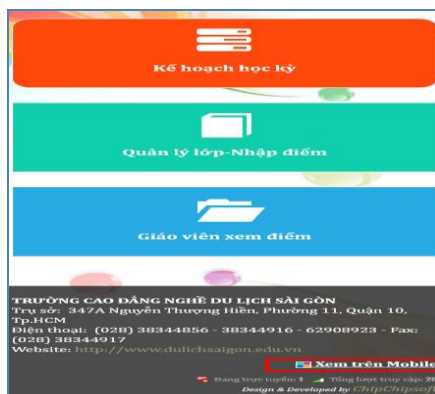 Kế hoạch học kỳ
Quản lý lớp-Nhập điểm
Giáo viên xem điểm
TRƯỜNG CAO ĐẲNG NGHỀ DU LỊCH SÀI GÒN
Trụ sở: 347A Nguyễn Thượng Hiền, Phường 11, Quận 10,
Tp.HCM
Điện thoại: (028) 38344856 - 38344916 - 62908923 - Fax:
(028) 38344917
Website: http://www.dulichsaigon.edu.vn
Xem trên Mobile
Đang trực tuyến: 1 Tổng lượt truy cập:
Design & Developed by ChipChipsoft